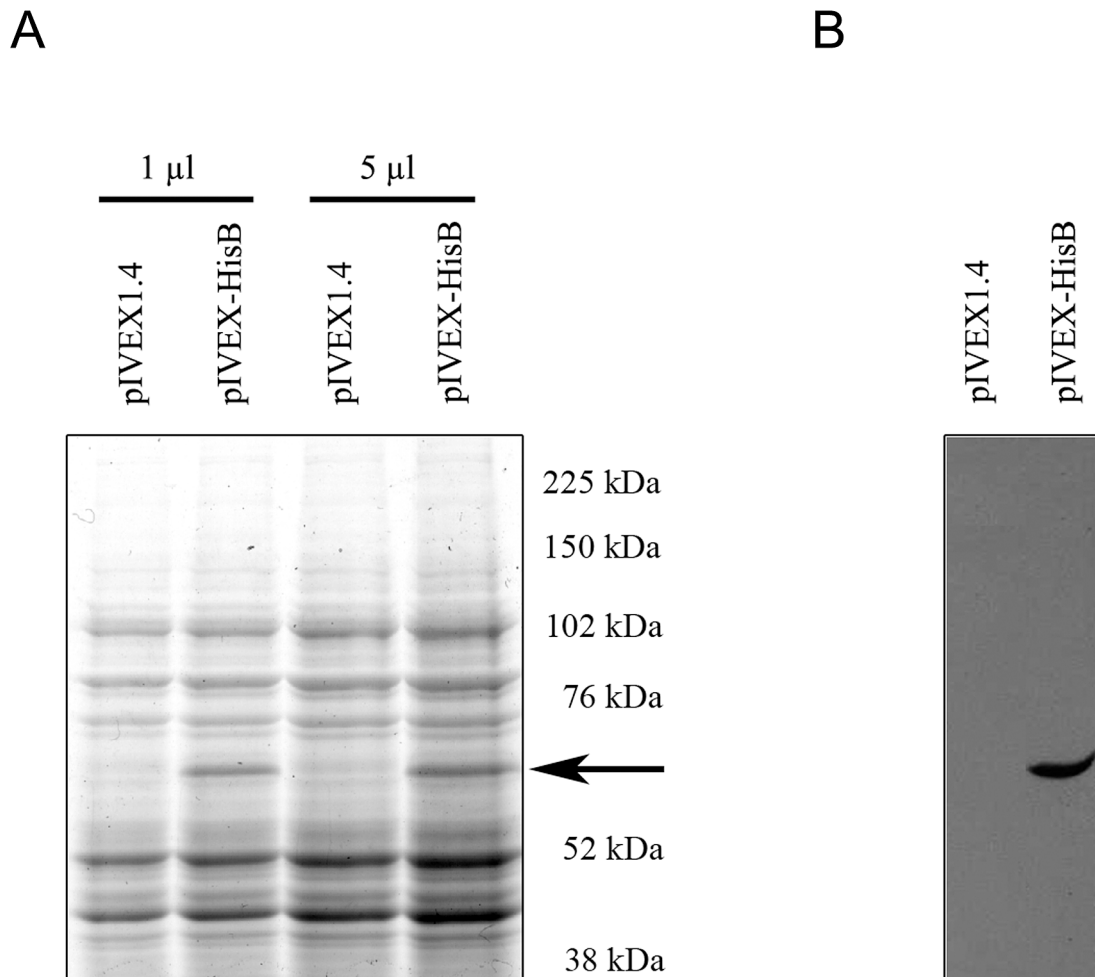 A
B
1 µl
5 µl
pIVEX1.4
pIVEX-HisB
pIVEX1.4
pIVEX-HisB
pIVEX1.4
pIVEX-HisB
225 kDa
150 kDa
102 kDa
76 kDa
52 kDa
38 kDa